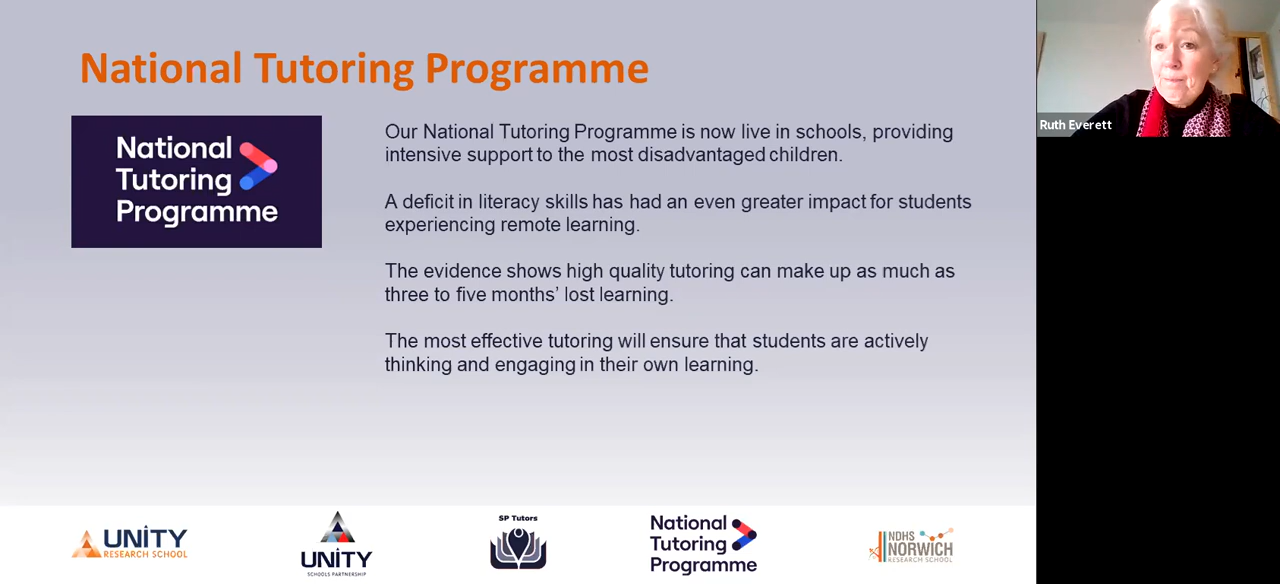 National Tutoring Programme
National
Tutoring
Programme
Our National Tutoring Programme is now live in schools, providing
intensive support to the most disadvantaged children.
A deficit in literacy skills has had an even greater impact for students
experiencing remote learning.
The evidence shows high quality tutoring can make up as much as
three to five months’ lost learning.
The most effective tutoring will ensure that students are actively
thinking and engaging in their own learning.
Ruth Everett
UNITY
RESEARCH SCHOOL
UNITY
SCHOOLS PARTNERSHIP
SP Tutors
National
Tutoring
Programme
NDHS
NORWICH
RESEARCH SCHOOL